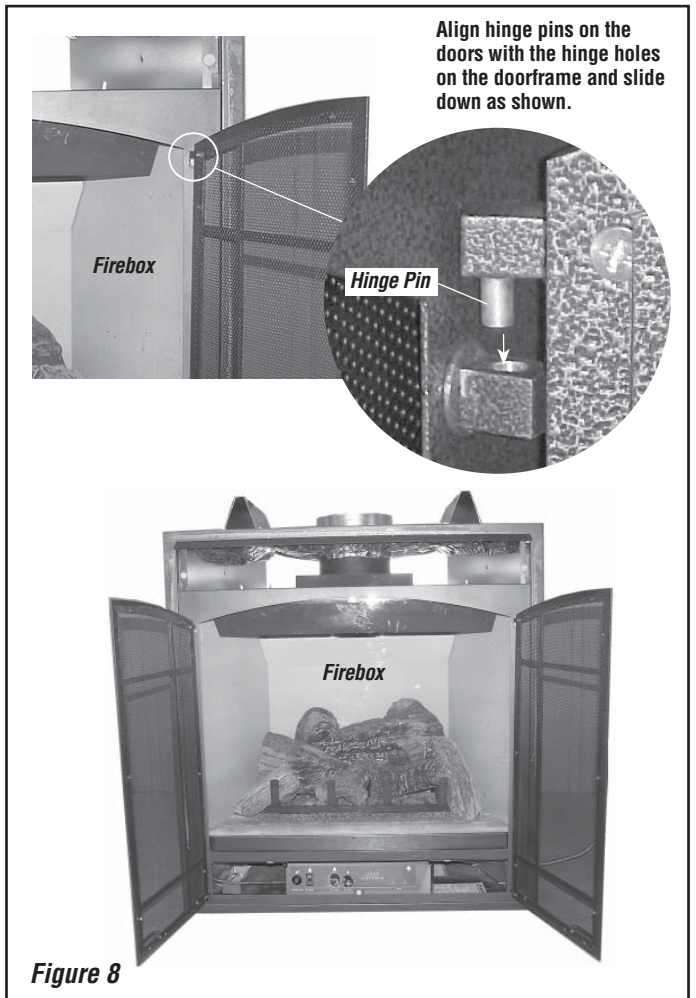 Align hinge pins on the
doors with the hinge holes
on the doorframe and slide
down as shown.
Firebox
Hinge Pin
Firebox
Figure 8